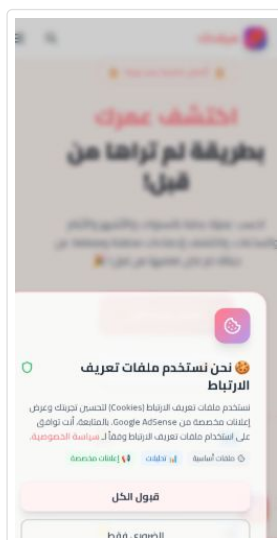 اكتشف عمرك
بطريقة لم تراها من
قبل!
🍪 نحن نستخدم ملفات تعريف
الارتباط
نستخدم ملفات تعريف الارتباط (Cookies) لتحسين تجربتك وعرض
إعلانات مخصصة من Google AdSense. بالمتابعة، أنت توافق
على استخدام ملفات تعريف الارتباط وفقاً لـ سياسة الخصوصية.
ملفات أساسية 📊 تحليلات 📢 إعلانات مخصصة
قبول الكل
الضروري فقط